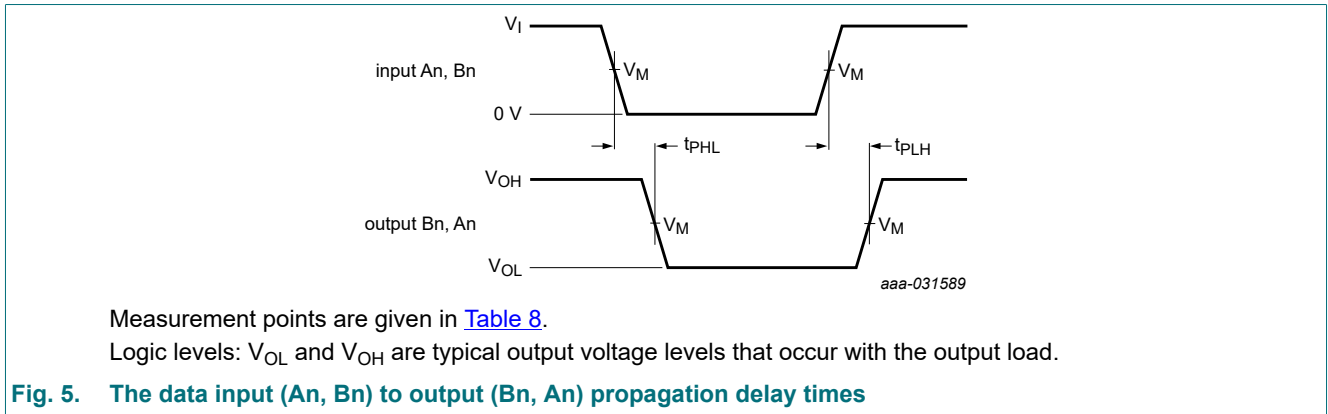 V_I
input An, Bn
V_M
V_M
0 V
t_PHL
t_PLH
V_OH
output Bn, An
V_M
V_M
V_OL
aaa-031589
Measurement points are given in Table 8.
Logic levels: V_OL and V_OH are typical output voltage levels that occur with the output load.
Fig. 5. The data input (An, Bn) to output (Bn, An) propagation delay times